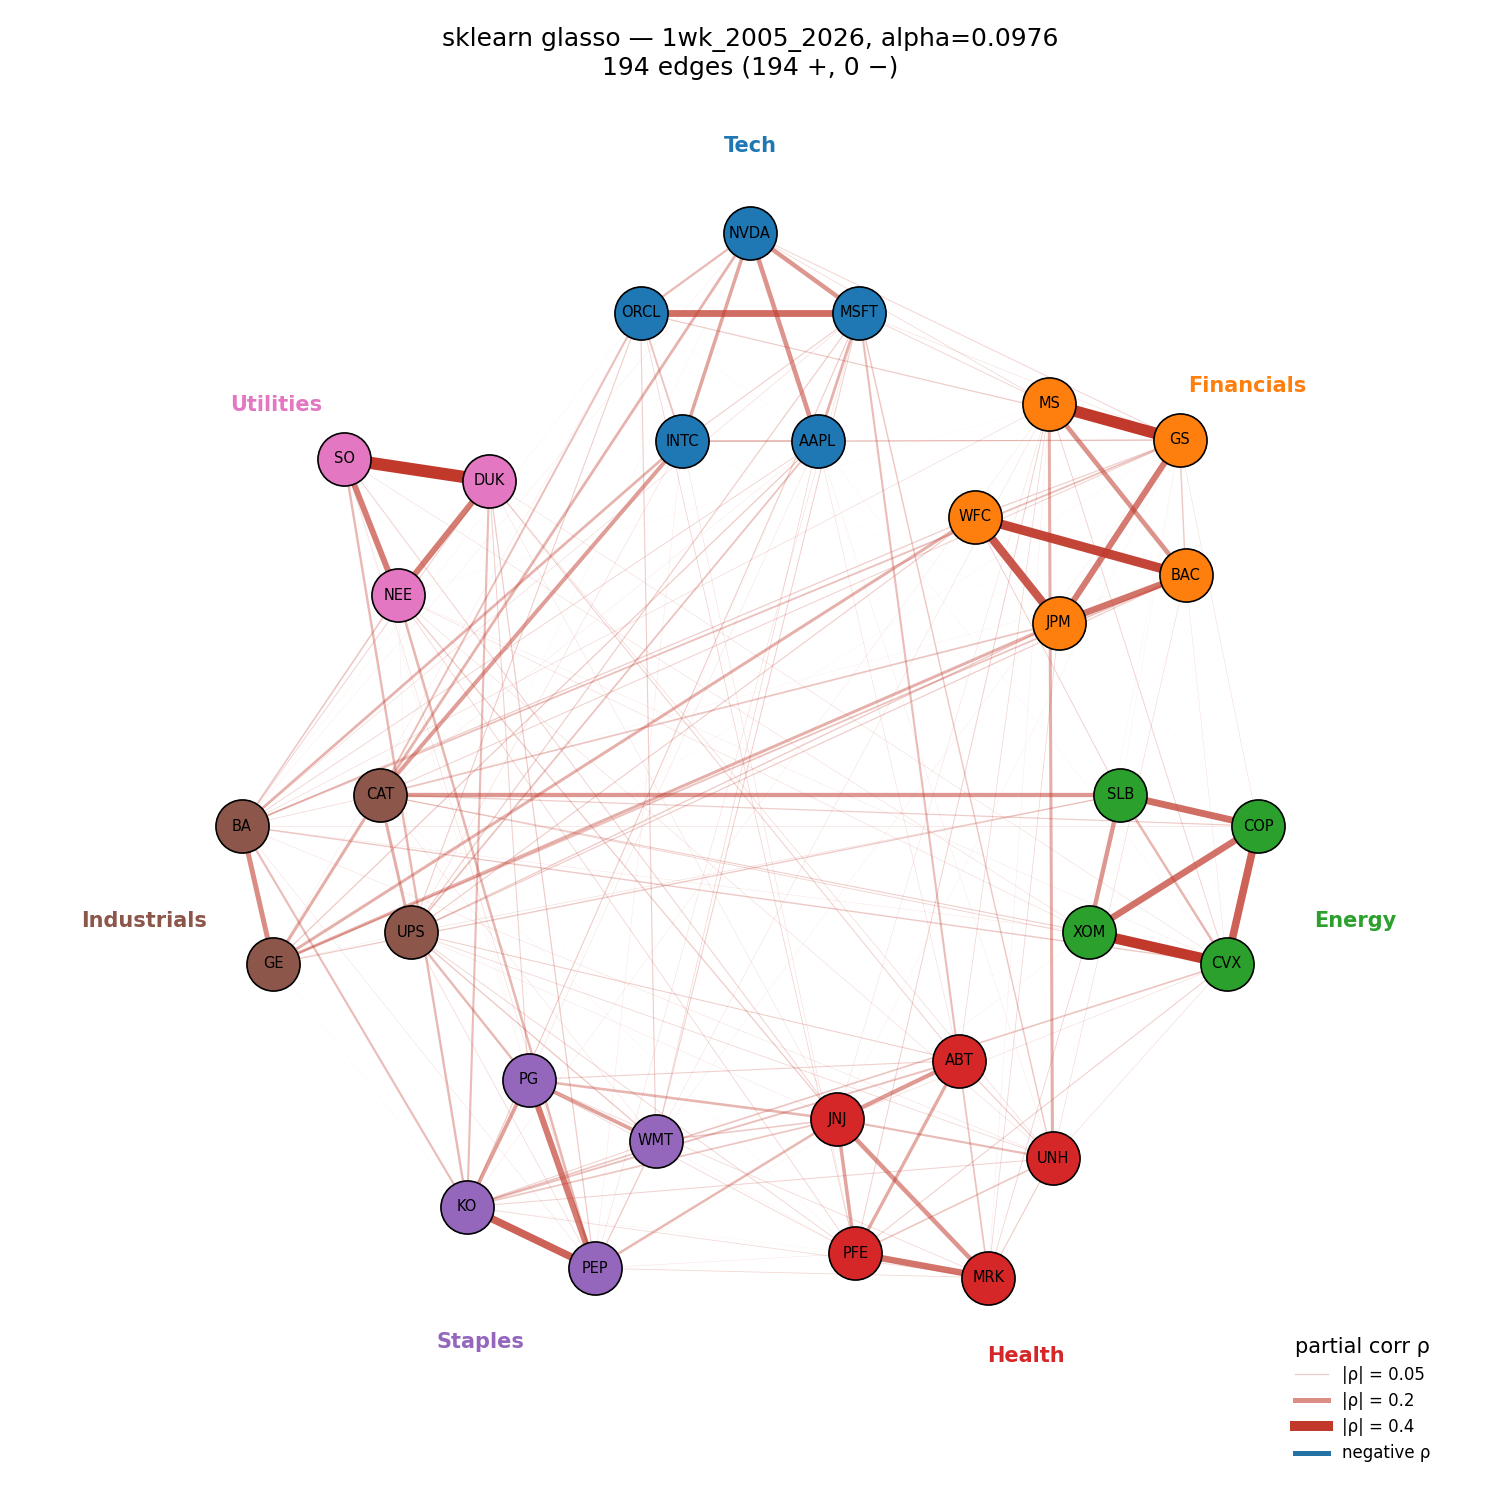 sklearn glasso — 1wk_2005_2026, alpha=0.0976
194 edges (194 +, 0 −)
Tech
NVDA
ORCL
MSFT
Utilities
Financials
MS
GS
SO
DUK
INTC
AAPL
WFC
BAC
NEE
JPM
CAT
SLB
BA
COP
Industrials
Energy
UPS
XOM
GE
CVX
PG
ABT
WMT
JNJ
UNH
KO
PEP
PFE
MRK
Staples
Health
partial corr ρ
|ρ| = 0.05
|ρ| = 0.2
|ρ| = 0.4
negative ρ